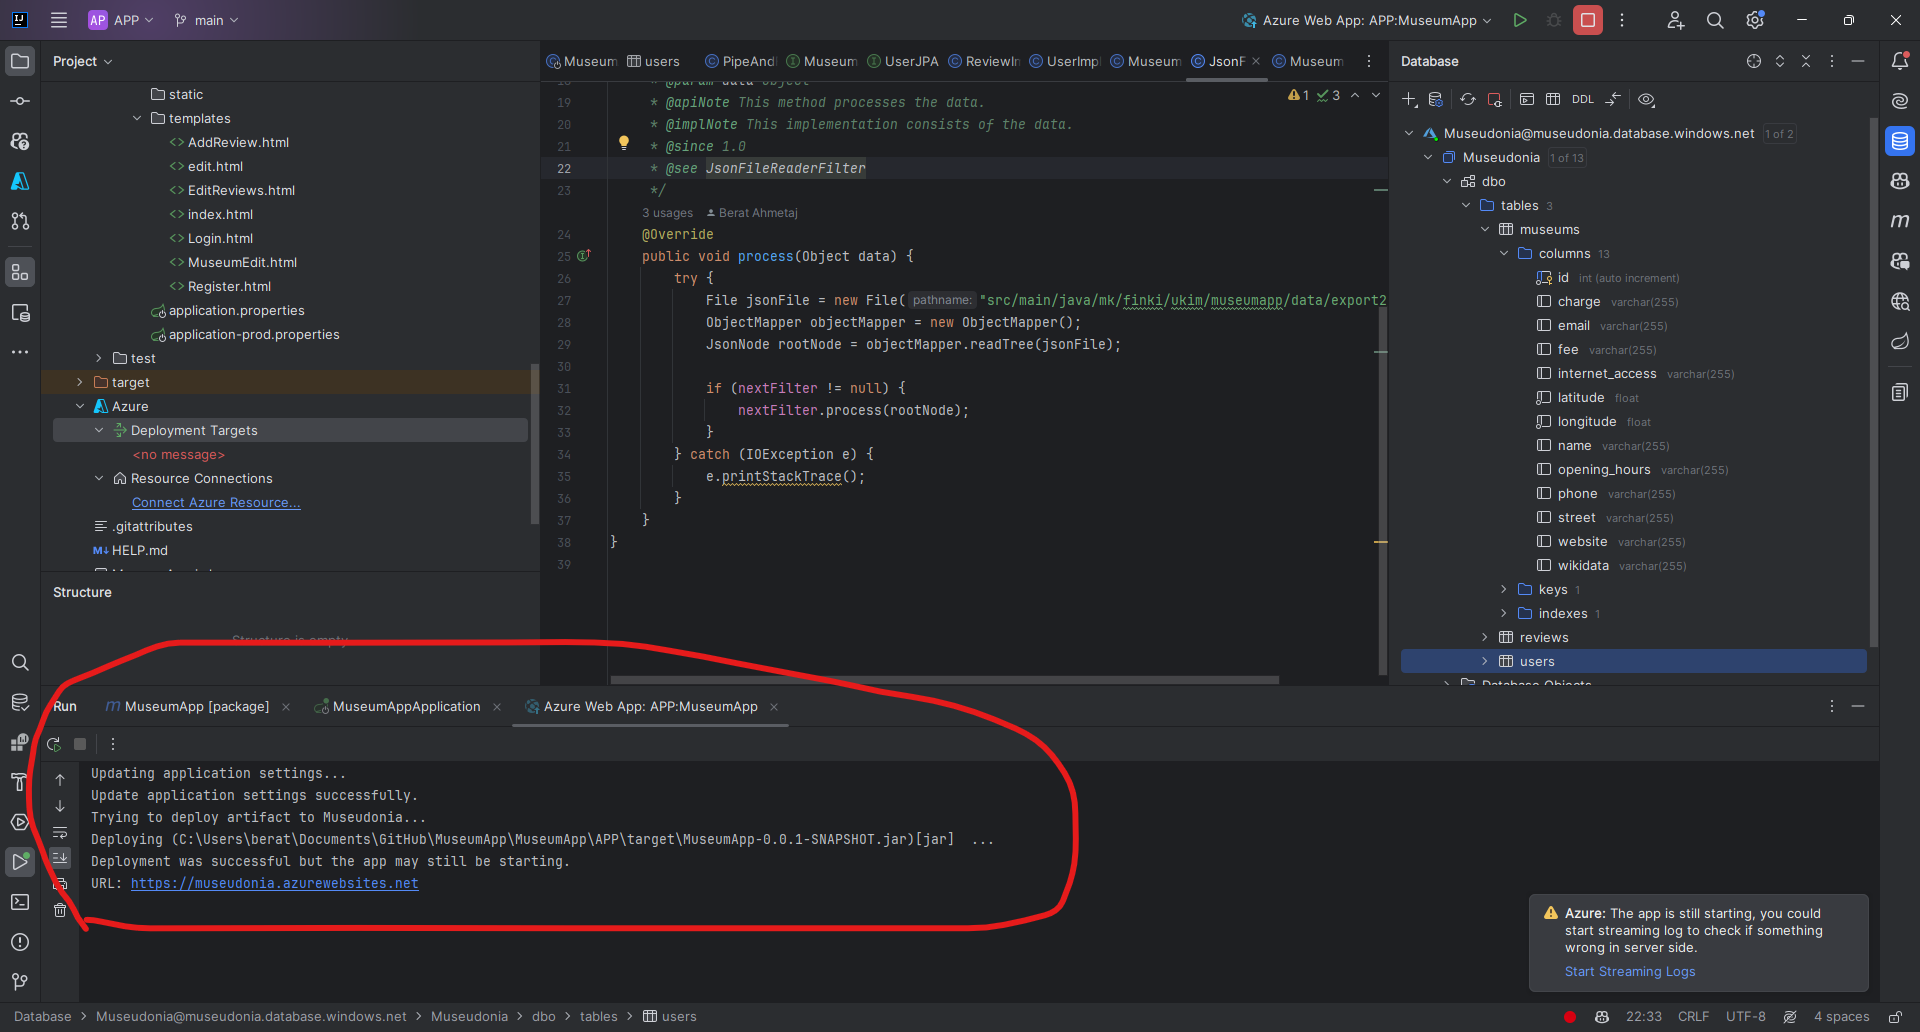 AP APP main Azure Web App: APP:MuseumApp
Project
static
templates
AddReview.html
edit.html
EditReviews.html
index.html
Login.html
MuseumEdit.html
Register.html
application.properties
application-prod.properties
test
target
Azure
Deployment Targets
<no message>
Resource Connections
Connect Azure Resource...
.gitattributes
M↓ HELP.md
Structure
Structure is empty
Museum users PipeAnd Museum UserJPA ReviewIn UserImpl Museum JsonF Museum
1 3
* @param data object
19 * @apiNote This method processes the data.
20 * @implNote This implementation consists of the data.
21 * @since 1.0
22 * @see JsonFileReaderFilter
23 */
3 usages Berat Ahmetaj
24 @Override
25 public void process(Object data) {
26 try {
27 File jsonFile = new File( pathname: "src/main/java/mk/finki/ukim/museumapp/data/export2
28 ObjectMapper objectMapper = new ObjectMapper();
29 JsonNode rootNode = objectMapper.readTree(jsonFile);
30
31 if (nextFilter != null) {
32 nextFilter.process(rootNode);
33 }
34 } catch (IOException e) {
35 e.printStackTrace();
36 }
37 }
38 }
39
Database
DDL
Museudonia@museudonia.database.windows.net 1 of 2
Museudonia 1 of 13
dbo
tables 3
museums
columns 13
id int (auto increment)
charge varchar(255)
email varchar(255)
fee varchar(255)
internet_access varchar(255)
latitude float
longitude float
name varchar(255)
opening_hours varchar(255)
phone varchar(255)
street varchar(255)
website varchar(255)
wikidata varchar(255)
keys 1
indexes 1
reviews
users
Database Objects
Run MuseumApp [package] MuseumAppApplication Azure Web App: APP:MuseumApp
Updating application settings...
Update application settings successfully.
Trying to deploy artifact to Museudonia...
Deploying (C:\Users\berat\Documents\GitHub\MuseumApp\MuseumApp\APP\target\MuseumApp-0.0.1-SNAPSHOT.jar)[jar] ...
Deployment was successful but the app may still be starting.
URL: https://museudonia.azurewebsites.net
Azure: The app is still starting, you could
start streaming log to check if something
wrong in server side.
Start Streaming Logs
Database > Museudonia@museudonia.database.windows.net > Museudonia > dbo > tables > users
22:33 CRLF UTF-8 4 spaces